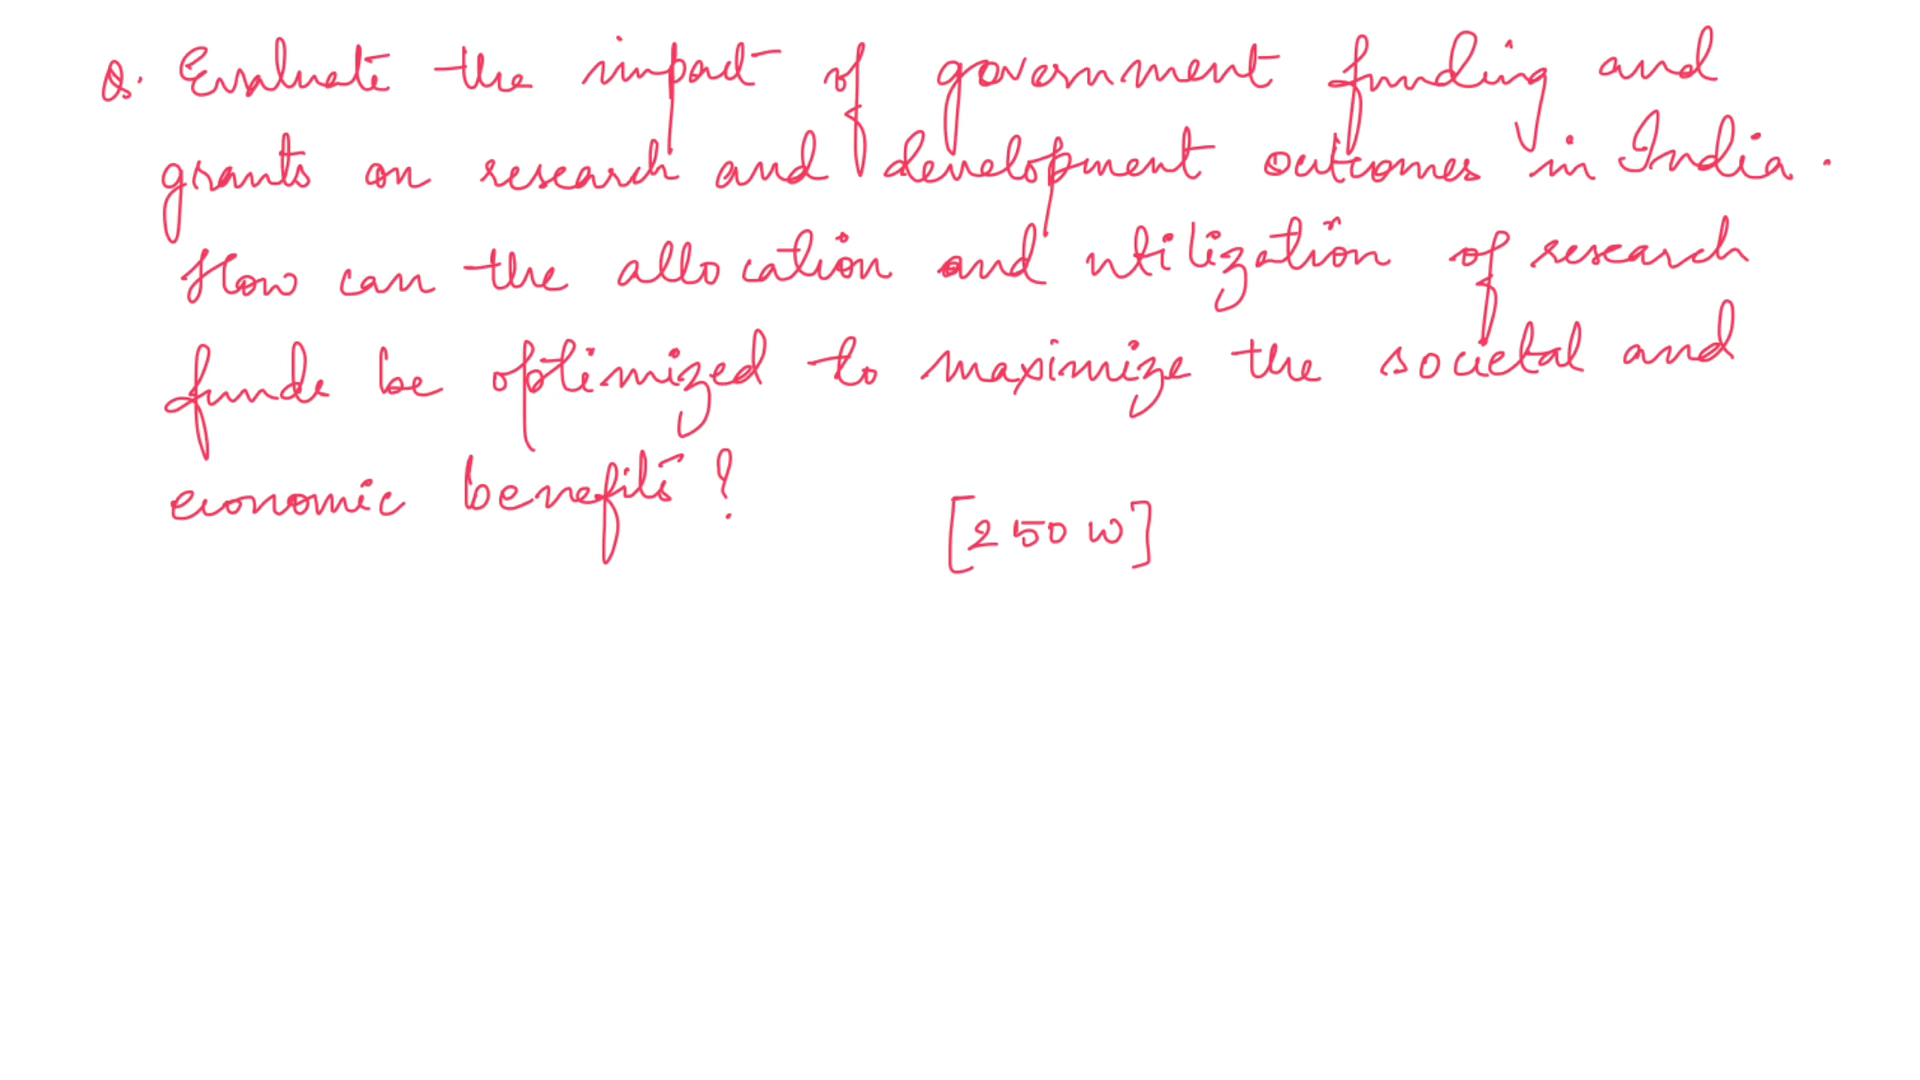 Q. Evaluate the impact of government funding and
grants on research and development outcomes in India.
How can the allocation and utilization of research
funds be optimized to maximize the societal and
economic benefits?
[250 W]